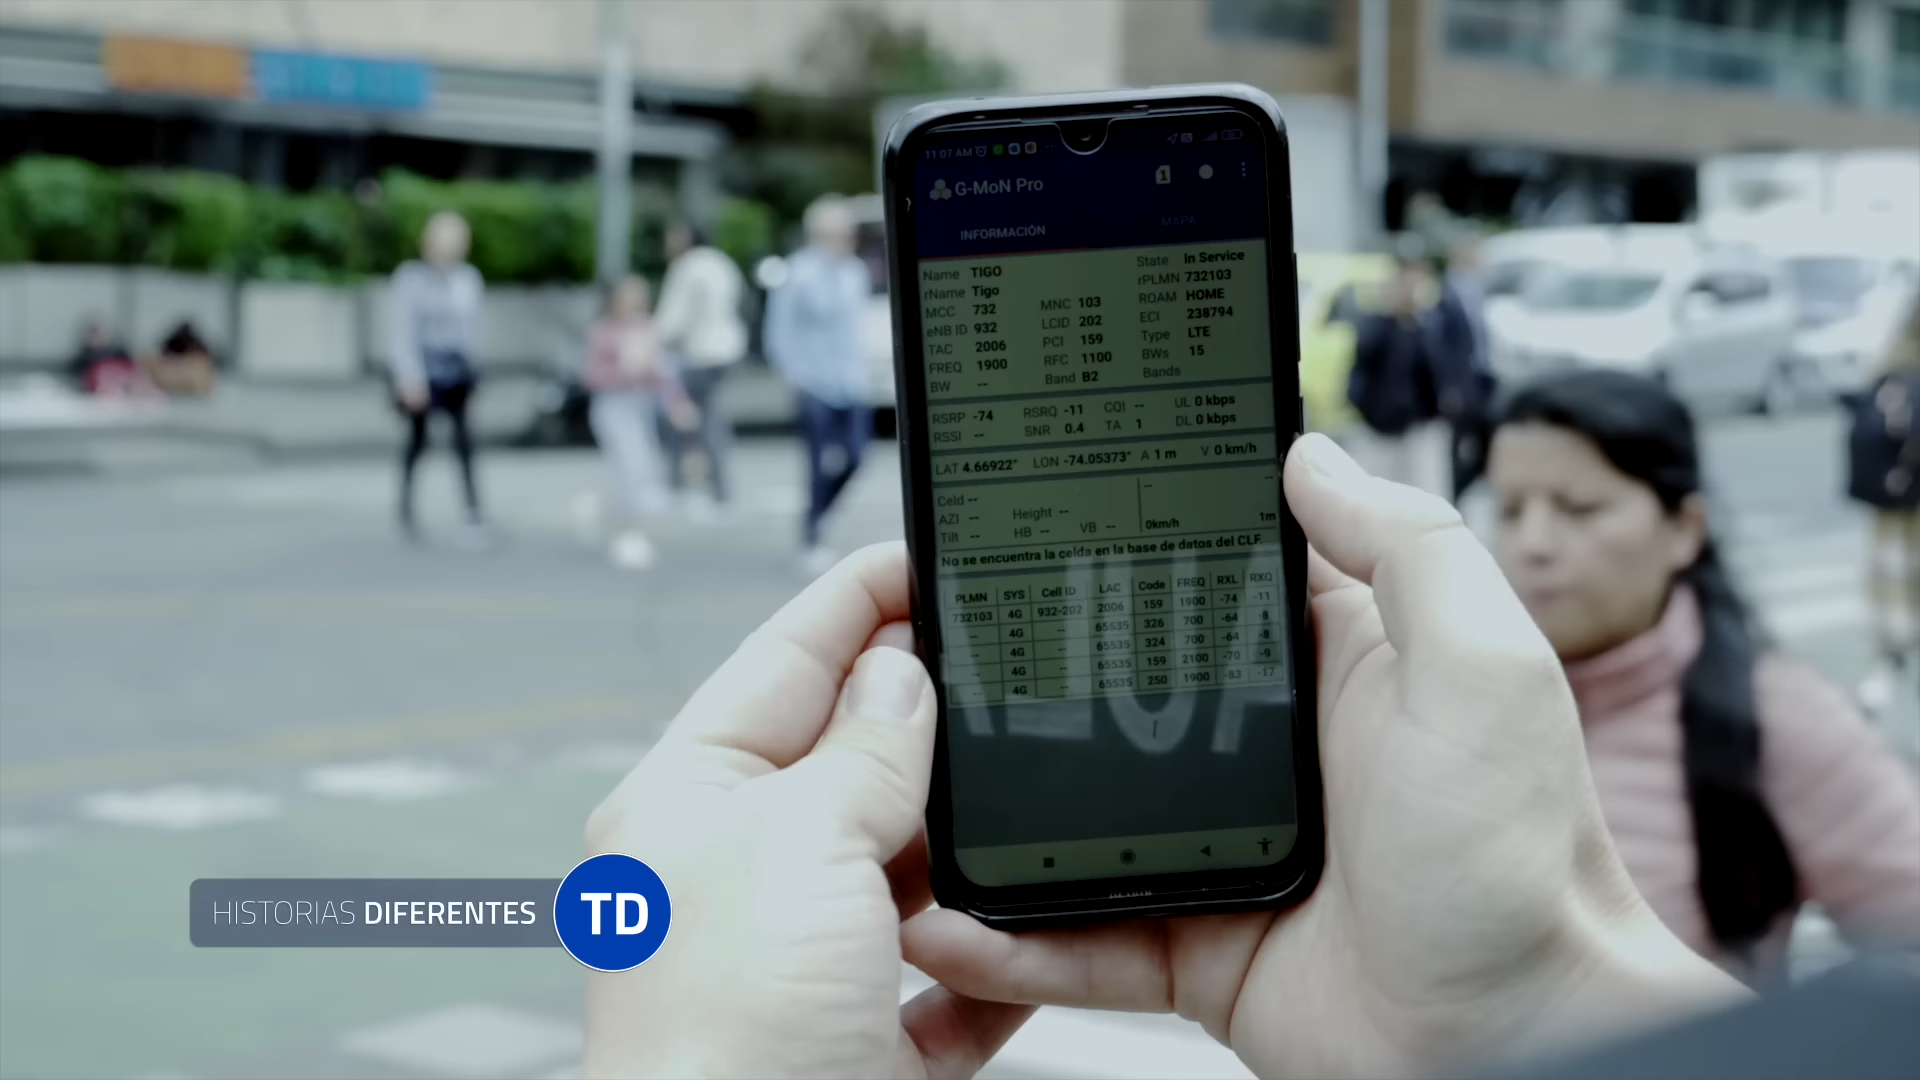 11:07 AM
G-MoN Pro
1
INFORMACIÓN MAPA
Name TIGO State In Service
rName Tigo rPLMN 732103
MCC 732 MNC 103 ROAM HOME
eNB ID 932 LCID 202 ECI 238794
TAC 2006 PCI 159 Type LTE
FREQ 1900 RFC 1100 BWs 15
BW -- Band B2 Bands
RSRP -74 RSRQ -11 CQI -- UL 0 kbps
RSSI -- SNR 0.4 TA 1 DL 0 kbps
LAT 4.66922° LON -74.05373° A 1 m V 0 km/h
Celd -- -- --
AZI -- Height --
Tilt -- HB -- VB -- 0km/h 1m
No se encuentra la celda en la base de datos del CLF.
PLMN SYS Cell ID LAC Code FREQ RXL RXQ
732103 4G 932-202 2006 159 1900 -74 -11
-- 4G -- 65535 326 700 -64 -8
-- 4G -- 65535 324 700 -64 -8
-- 4G -- 65535 159 2100 -70 -9
-- 4G -- 65535 250 1900 -83 -17
HISTORIAS DIFERENTES TD